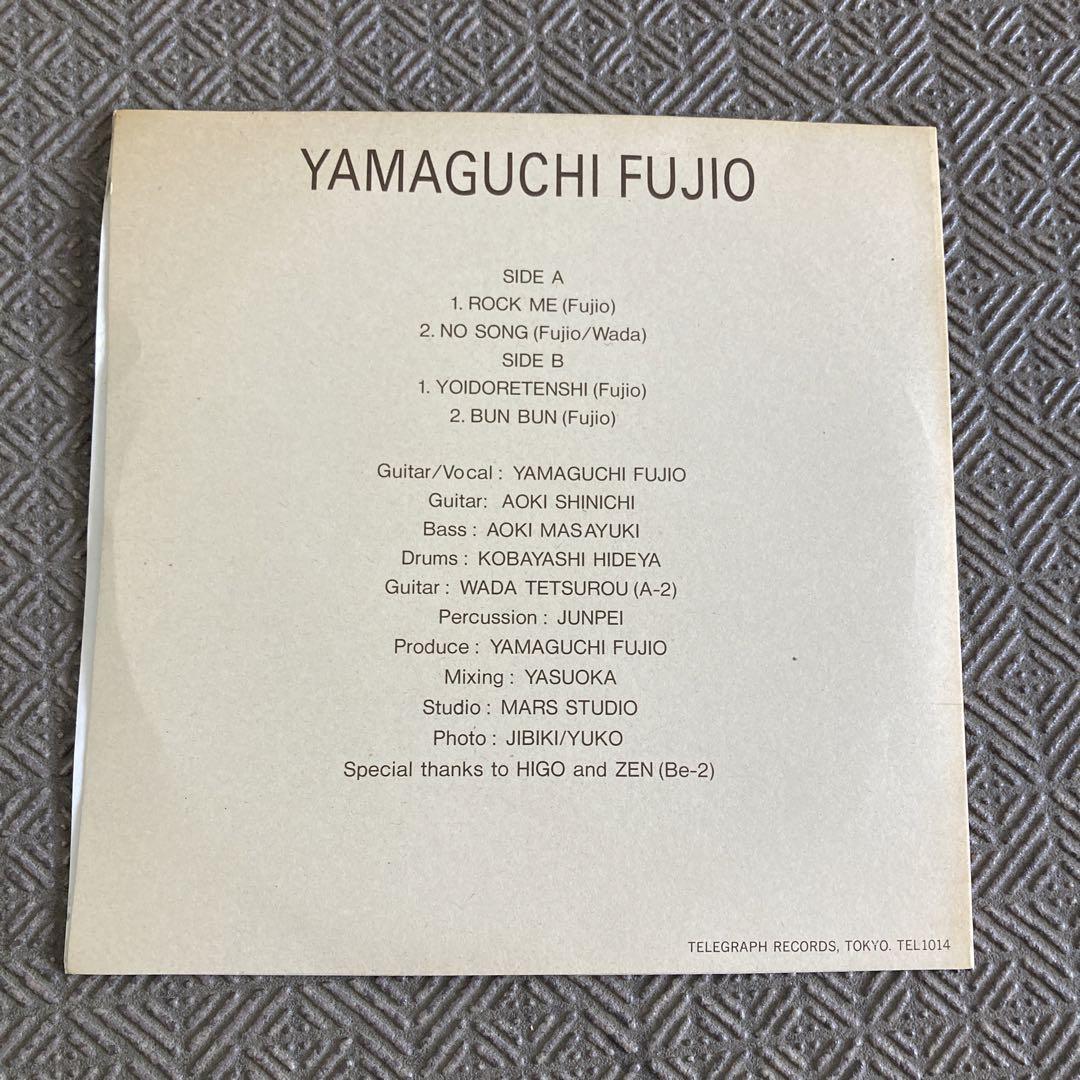 YAMAGUCHI FUJIO
SIDE A
1. ROCK ME (Fujio)
2. NO SONG (Fujio/Wada)
SIDE B
1. YOIDORETENSHI (Fujio)
2. BUN BUN (Fujio)
Guitar/Vocal : YAMAGUCHI FUJIO
Guitar: AOKI SHINICHI
Bass : AOKI MASAYUKI
Drums : KOBAYASHI HIDEYA
Guitar : WADA TETSUROU (A-2)
Percussion : JUNPEI
Produce : YAMAGUCHI FUJIO
Mixing : YASUOKA
Studio : MARS STUDIO
Photo : JIBIKI/YUKO
Special thanks to HIGO and ZEN (Be-2)
TELEGRAPH RECORDS, TOKYO. TEL1014